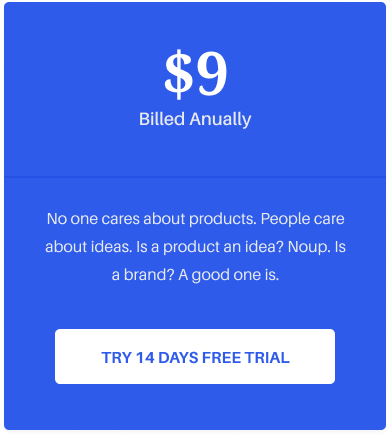 $9
Billed Anually
No one cares about products. People care
about ideas. Is a product an idea? Noup. Is
a brand? A good one is.
TRY 14 DAYS FREE TRIAL